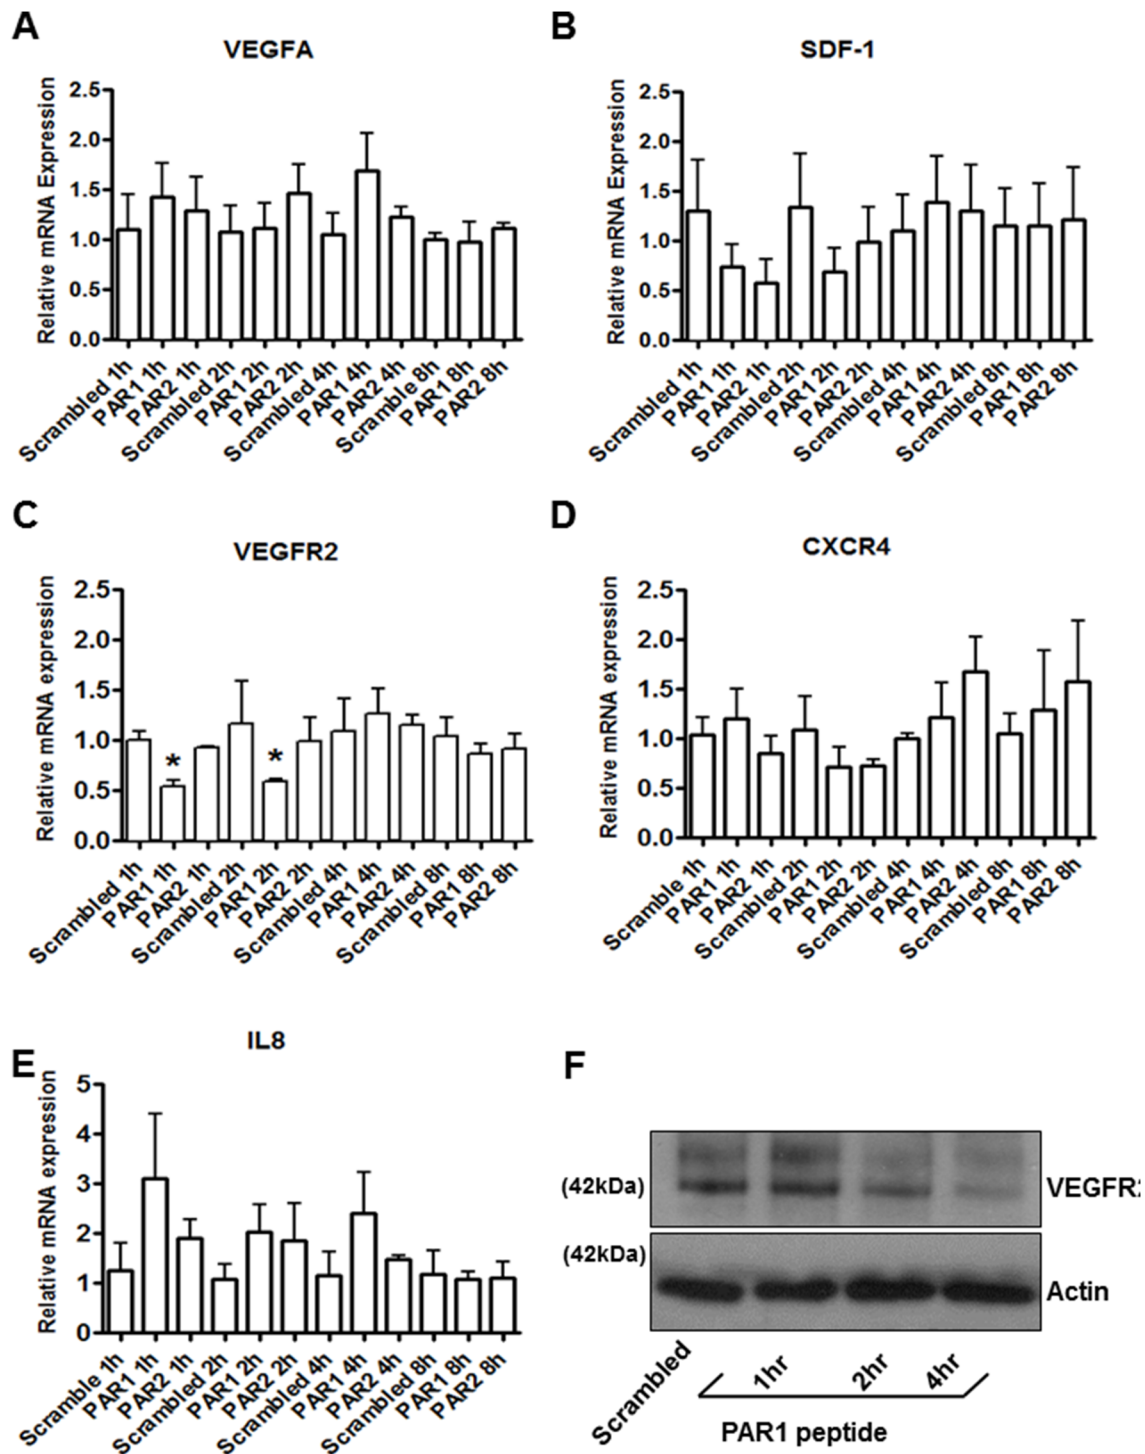 A
VEGFA
Relative mRNA Expression
2.5
2.0
1.5
1.0
0.5
0.0
Scrambled 1h
PAR1 1h
PAR2 1h
Scrambled 2h
PAR1 2h
PAR2 2h
Scrambled 4h
PAR1 4h
PAR2 4h
Scramble 8h
PAR1 8h
PAR2 8h
B
SDF-1
Relative mRNA Expression
2.5
2.0
1.5
1.0
0.5
0.0
Scrambled 1h
PAR1 1h
PAR2 1h
Scrambled 2h
PAR1 2h
PAR2 2h
Scrambled 4h
PAR1 4h
PAR2 4h
Scrambled 8h
PAR1 8h
PAR2 8h
C
VEGFR2
Relative mRNA expression
2.5
2.0
1.5
1.0
0.5
0.0
*
*
Scrambled 1h
PAR1 1h
PAR2 1h
Scrambled 2h
PAR1 2h
PAR2 2h
Scrambled 4h
PAR1 4h
PAR2 4h
Scrambled 8h
PAR1 8h
PAR2 8h
D
CXCR4
Relative mRNA expression
2.5
2.0
1.5
1.0
0.5
0.0
Scramble 1h
PAR1 1h
PAR2 1h
Scrambled 2h
PAR1 2h
PAR2 2h
Scrambled 4h
PAR1 4h
PAR2 4h
Scrambled 8h
PAR1 8h
PAR2 8h
E
IL8
Relative mRNA expression
5
4
3
2
1
0
Scramble 1h
PAR1 1h
PAR2 1h
Scrambled 2h
PAR1 2h
PAR2 2h
Scrambled 4h
PAR1 4h
PAR2 4h
Scrambled 8h
PAR1 8h
PAR2 8h
F
(42kDa)
VEGFR2
(42kDa)
Actin
Scrambled
1hr
2hr
4hr
PAR1 peptide